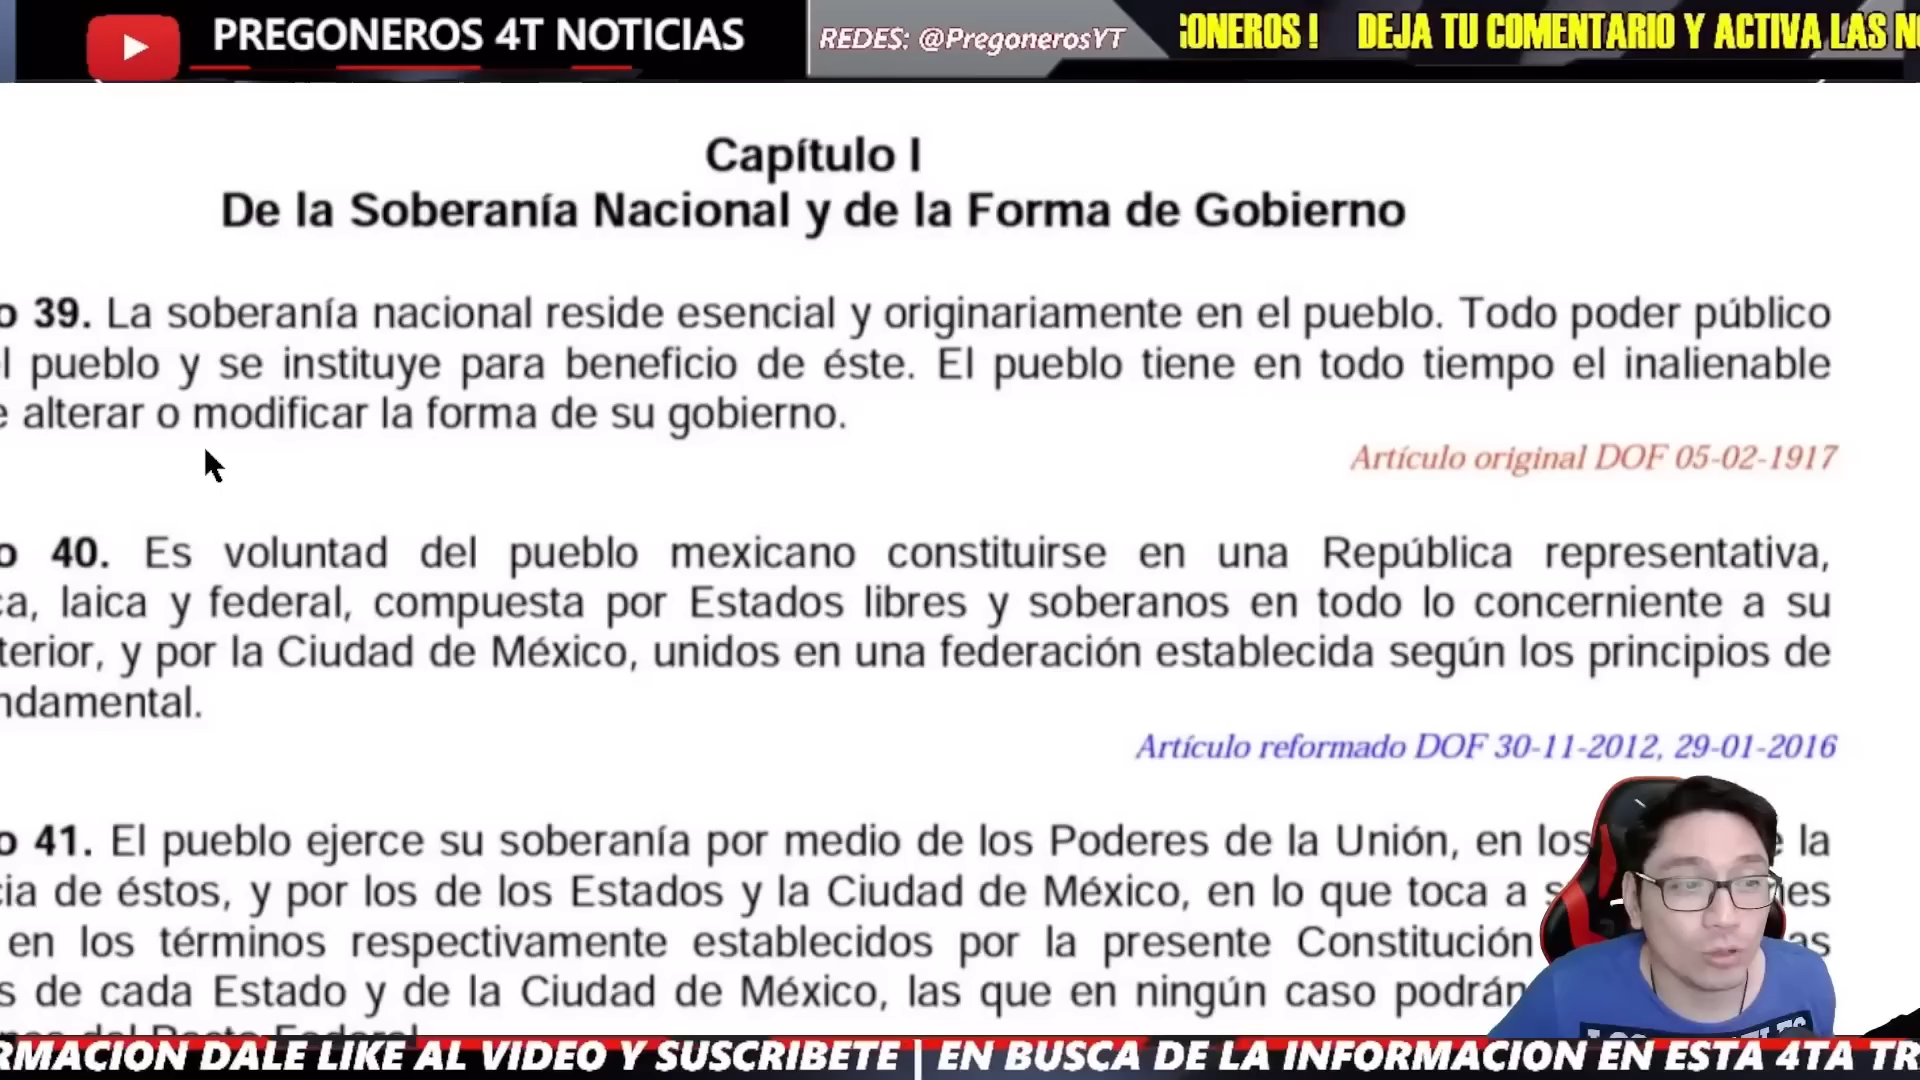 PREGONEROS 4T NOTICIAS
REDES: @PregonerosYT
¡GONEROS ! DEJA TU COMENTARIO Y ACTIVA LAS
Capítulo I
De la Soberanía Nacional y de la Forma de Gobierno
o 39. La soberanía nacional reside esencial y originariamente en el pueblo. Todo poder público
l pueblo y se instituye para beneficio de éste. El pueblo tiene en todo tiempo el inalienable
e alterar o modificar la forma de su gobierno.
Artículo original DOF 05-02-1917
o 40. Es voluntad del pueblo mexicano constituirse en una República representativa,
ca, laica y federal, compuesta por Estados libres y soberanos en todo lo concerniente a su
terior, y por la Ciudad de México, unidos en una federación establecida según los principios de
ndamental.
Artículo reformado DOF 30-11-2012, 29-01-2016
o 41. El pueblo ejerce su soberanía por medio de los Poderes de la Unión, en los la
cia de éstos, y por los de los Estados y la Ciudad de México, en lo que toca a s nes
en los términos respectivamente establecidos por la presente Constitución as
s de cada Estado y de la Ciudad de México, las que en ningún caso podrán
RMACION DALE LIKE AL VIDEO Y SUSCRIBETE | EN BUSCA DE LA INFORMACION EN ESTA 4TA TR